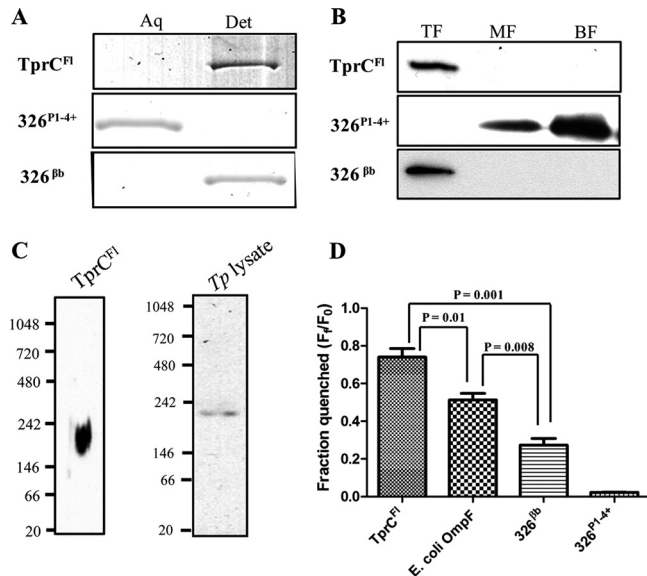 A
Aq Det
TprC^Fl
326^P1-4+
326^βb
B
TF MF BF
TprC^Fl
326^P1-4+
326^βb
C
TprC^Fl
1048
720
480
242
146
66
20
Tp lysate
1048
720
480
242
146
66
20
D
P = 0.001
P = 0.01
P = 0.008
Fraction quenched (F_f/F_0)
1.0
0.8
0.6
0.4
0.2
0.0
TprC^Fl
E. coli OmpF
326^βb
326^P1-4+